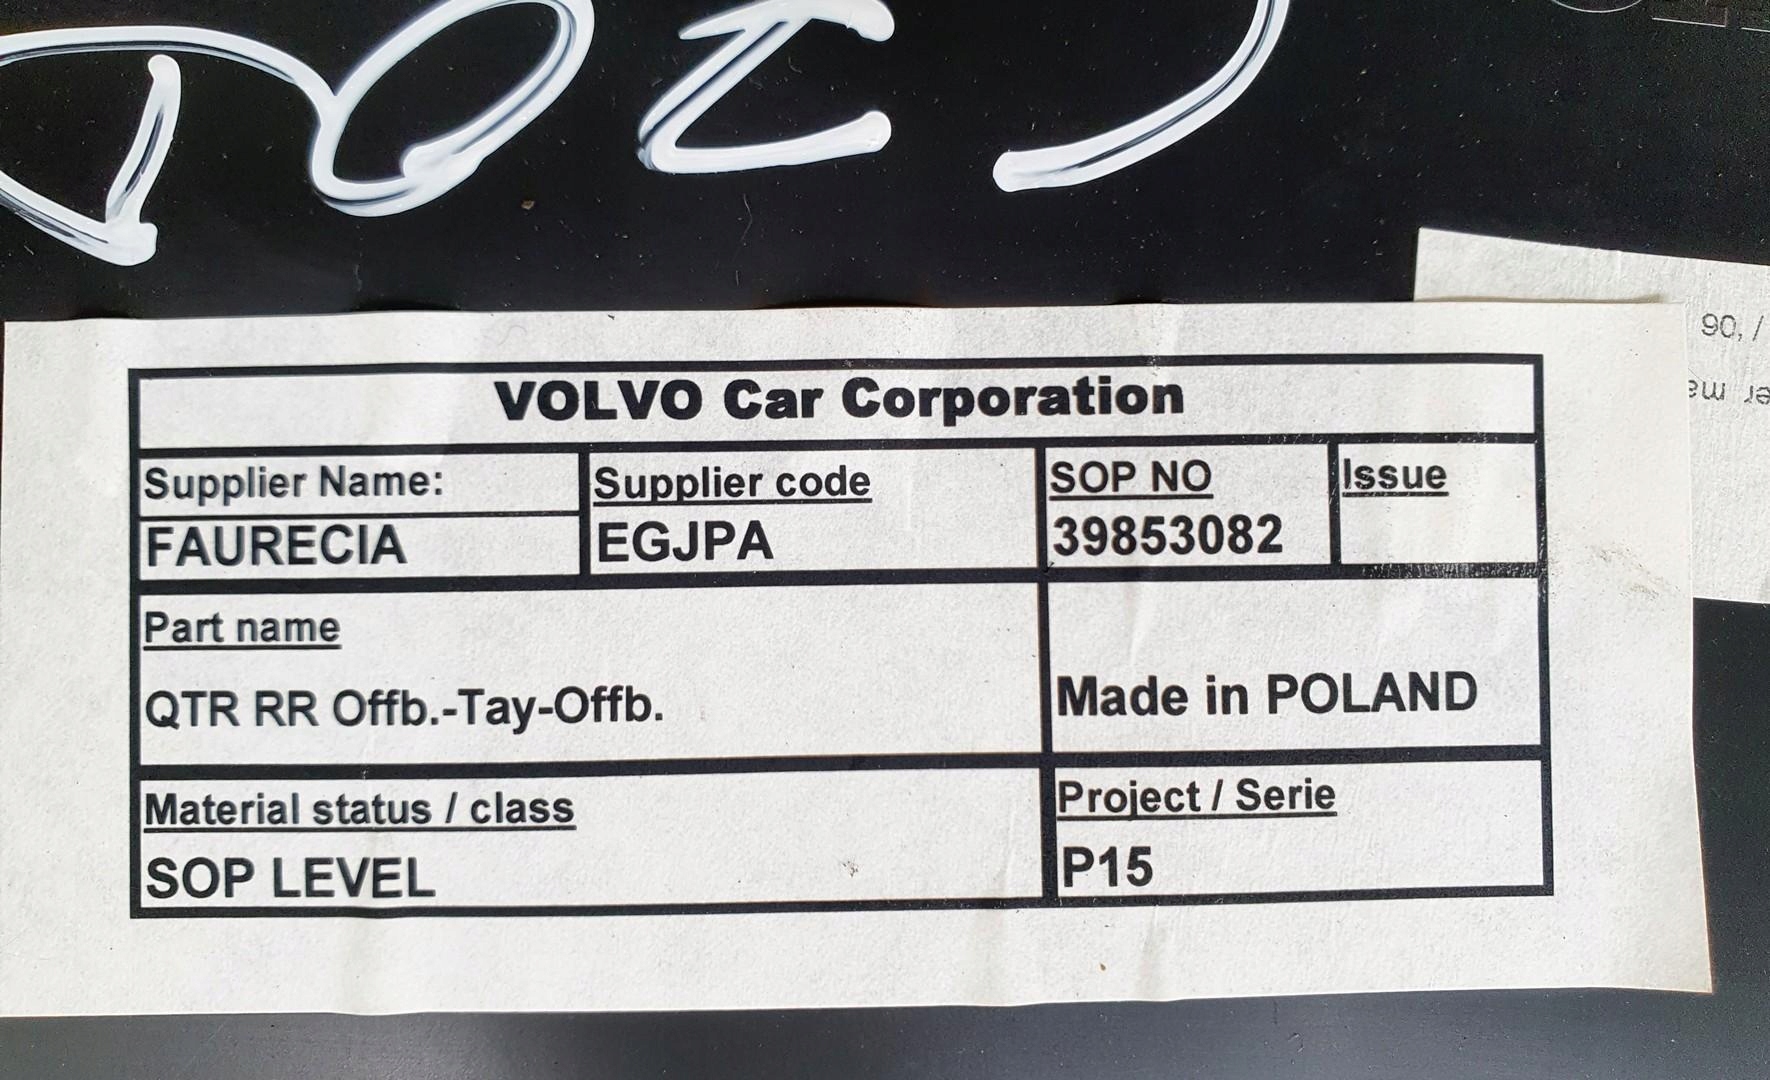 VOLVO Car Corporation
Supplier Name:
FAURECIA
Supplier code
EGJPA
SOP NO
39853082
Issue
Part name
QTR RR Offb.-Tay-Offb.
Made in POLAND
Material status / class
SOP LEVEL
Project / Serie
P15